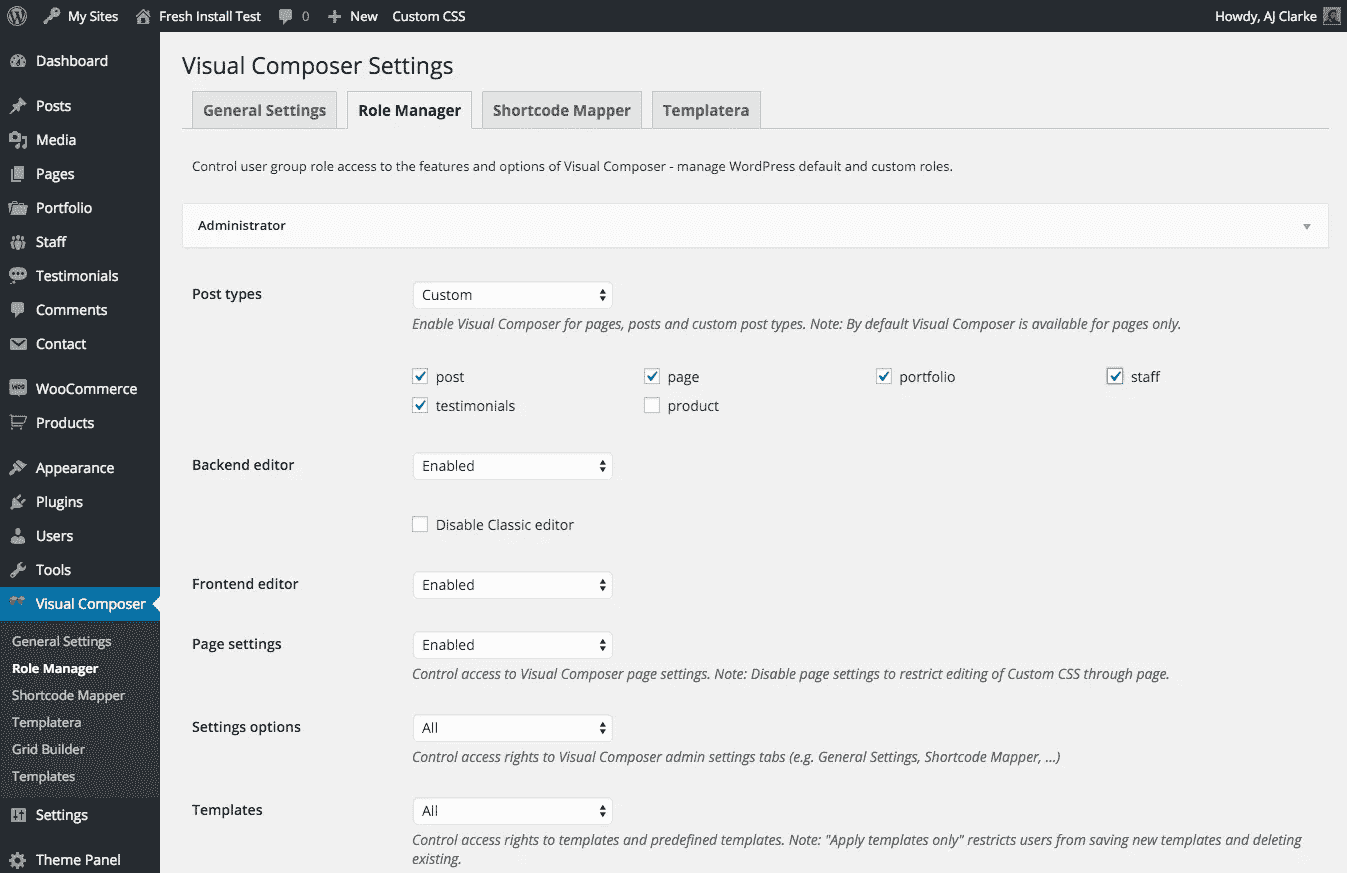 My Sites Fresh Install Test 0 New Custom CSS Howdy, AJ Clarke
Dashboard
Posts
Media
Pages
Portfolio
Staff
Testimonials
Comments
Contact
WooCommerce
Products
Appearance
Plugins
Users
Tools
Visual Composer
General Settings
Role Manager
Shortcode Mapper
Templatera
Grid Builder
Templates
Settings
Theme Panel
Visual Composer Settings
General Settings Role Manager Shortcode Mapper Templatera
Control user group role access to the features and options of Visual Composer - manage WordPress default and custom roles.
Administrator
Post types Custom
Enable Visual Composer for pages, posts and custom post types. Note: By default Visual Composer is available for pages only.
post page portfolio staff
testimonials product
Backend editor Enabled
Disable Classic editor
Frontend editor Enabled
Page settings Enabled
Control access to Visual Composer page settings. Note: Disable page settings to restrict editing of Custom CSS through page.
Settings options All
Control access rights to Visual Composer admin settings tabs (e.g. General Settings, Shortcode Mapper, ...)
Templates All
Control access rights to templates and predefined templates. Note: "Apply templates only" restricts users from saving new templates and deleting
existing.